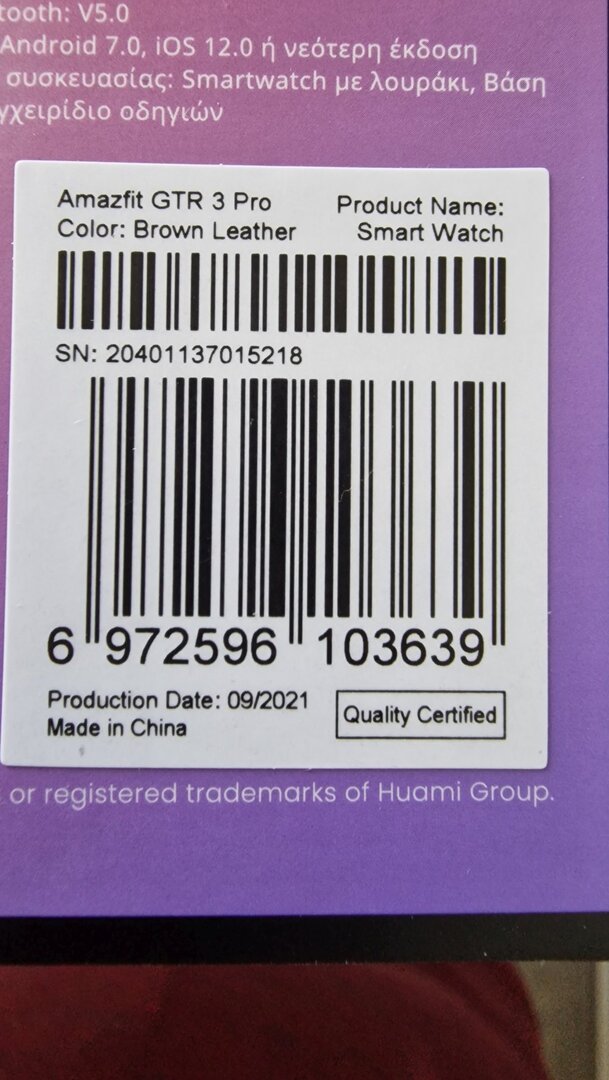 tooth: V5.0
Android 7.0, iOS 12.0 ή νεότερη έκδοση
συσκευασίας: Smartwatch με λουράκι, Βάση
γχειρίδιο οδηγιών
Amazfit GTR 3 Pro
Color: Brown Leather
Product Name:
Smart Watch
SN: 20401137015218
6 972596 103639
Production Date: 09/2021
Made in China
Quality Certified
or registered trademarks of Huami Group.